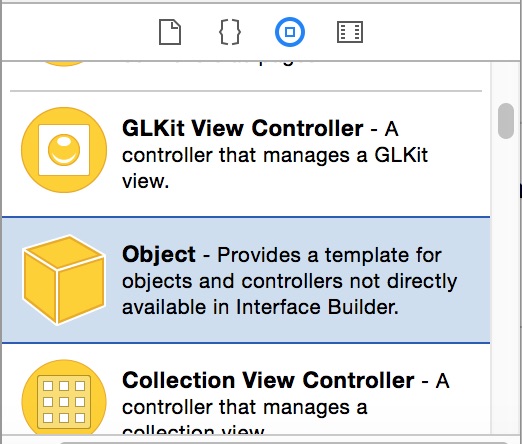 GLKit View Controller - A
controller that manages a GLKit
view.
Object - Provides a template for
objects and controllers not directly
available in Interface Builder.
Collection View Controller - A
controller that manages a
collection view.